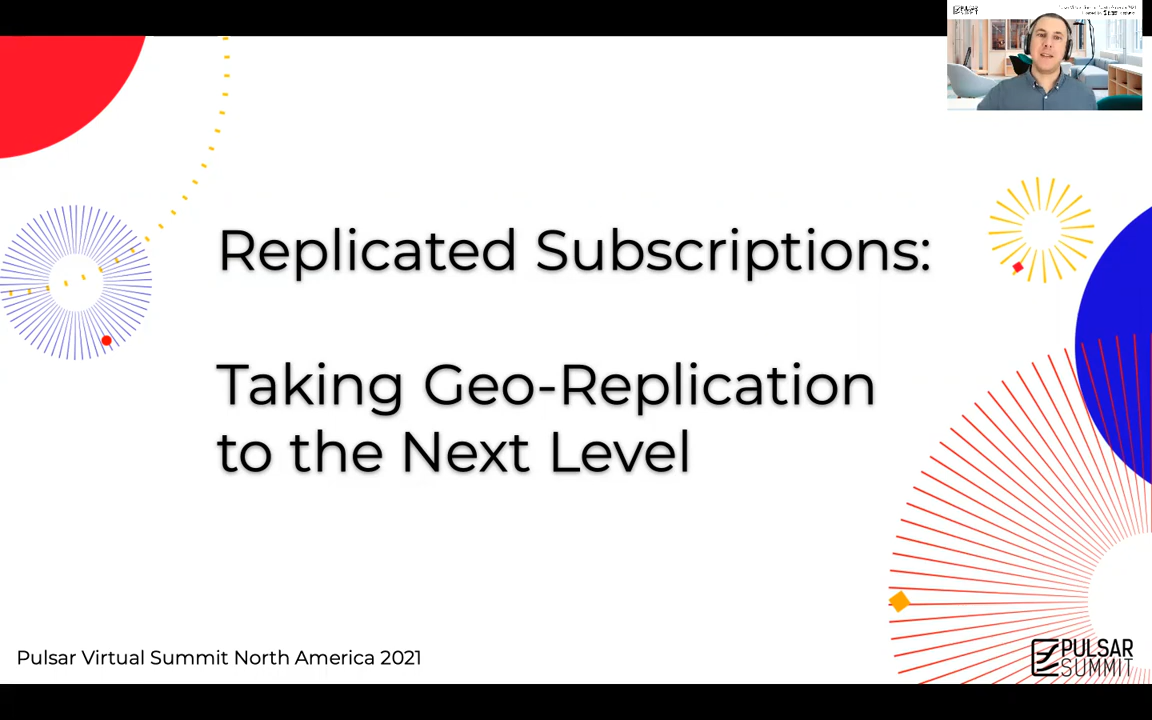 Replicated Subscriptions:
Taking Geo-Replication
to the Next Level
Pulsar Virtual Summit North America 2021
PULSAR
SUMMIT